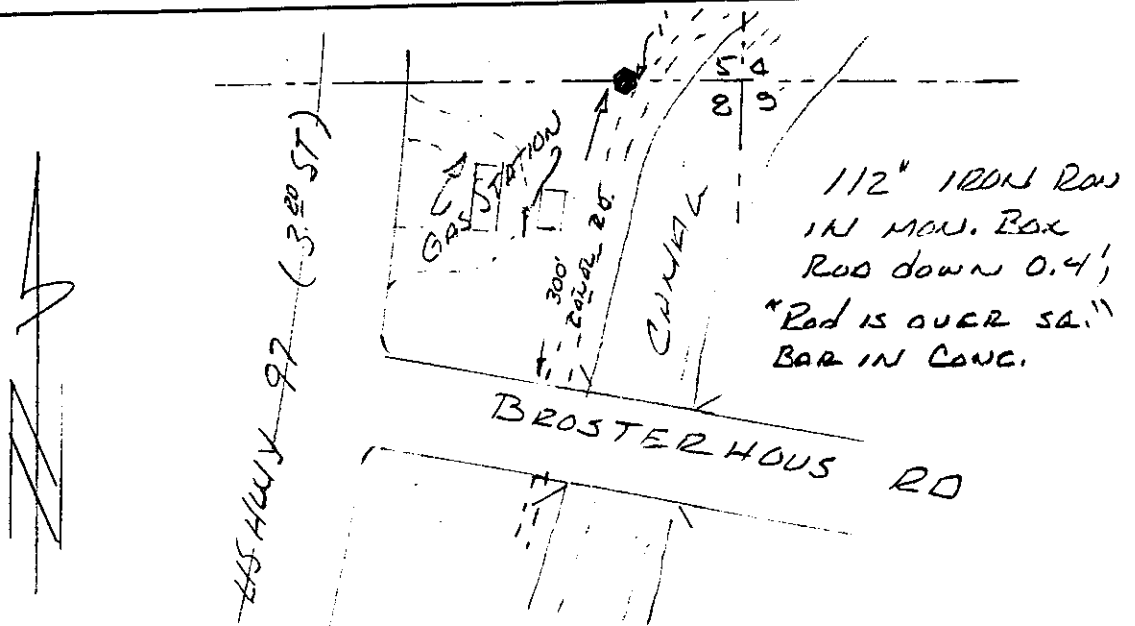 5 4
8 9
1/2" IRON ROD
IN MON. BOX
ROD down 0.4',
"Rod IS OVER SQ."
BAR IN CONC.
US HWY 97 (3RD ST)
GAS STATION
300'
CANAL RD.
CANAL
BROSTERHOUS RD
N